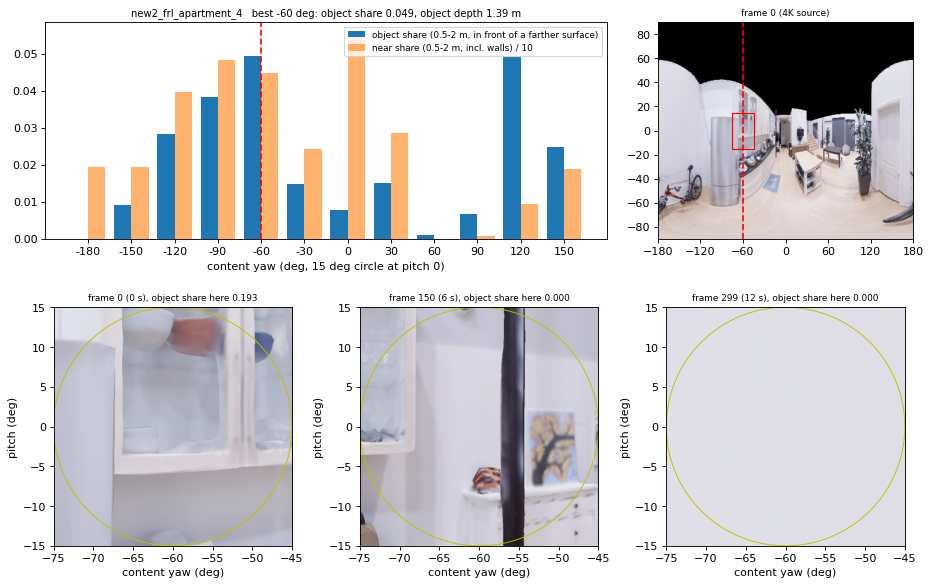 new2_frl_apartment_4   best -60 deg: object share 0.049, object depth 1.39 m
object share (0.5-2 m, in front of a farther surface)
near share (0.5-2 m, incl. walls) / 10
0.05
0.04
0.03
0.02
0.01
0.00
-180 -150 -120 -90 -60 -30 0 30 60 90 120 150
content yaw (deg, 15 deg circle at pitch 0)
frame 0 (4K source)
80
60
40
20
0
−20
−40
−60
−80
−180 −120 −60 0 60 120 180
frame 0 (0 s), object share here 0.193
15
10
5
0
−5
−10
−15
pitch (deg)
−75 −70 −65 −60 −55 −50 −45
content yaw (deg)
frame 150 (6 s), object share here 0.000
15
10
5
0
−5
−10
−15
pitch (deg)
−75 −70 −65 −60 −55 −50 −45
content yaw (deg)
frame 299 (12 s), object share here 0.000
15
10
5
0
−5
−10
−15
pitch (deg)
−75 −70 −65 −60 −55 −50 −45
content yaw (deg)